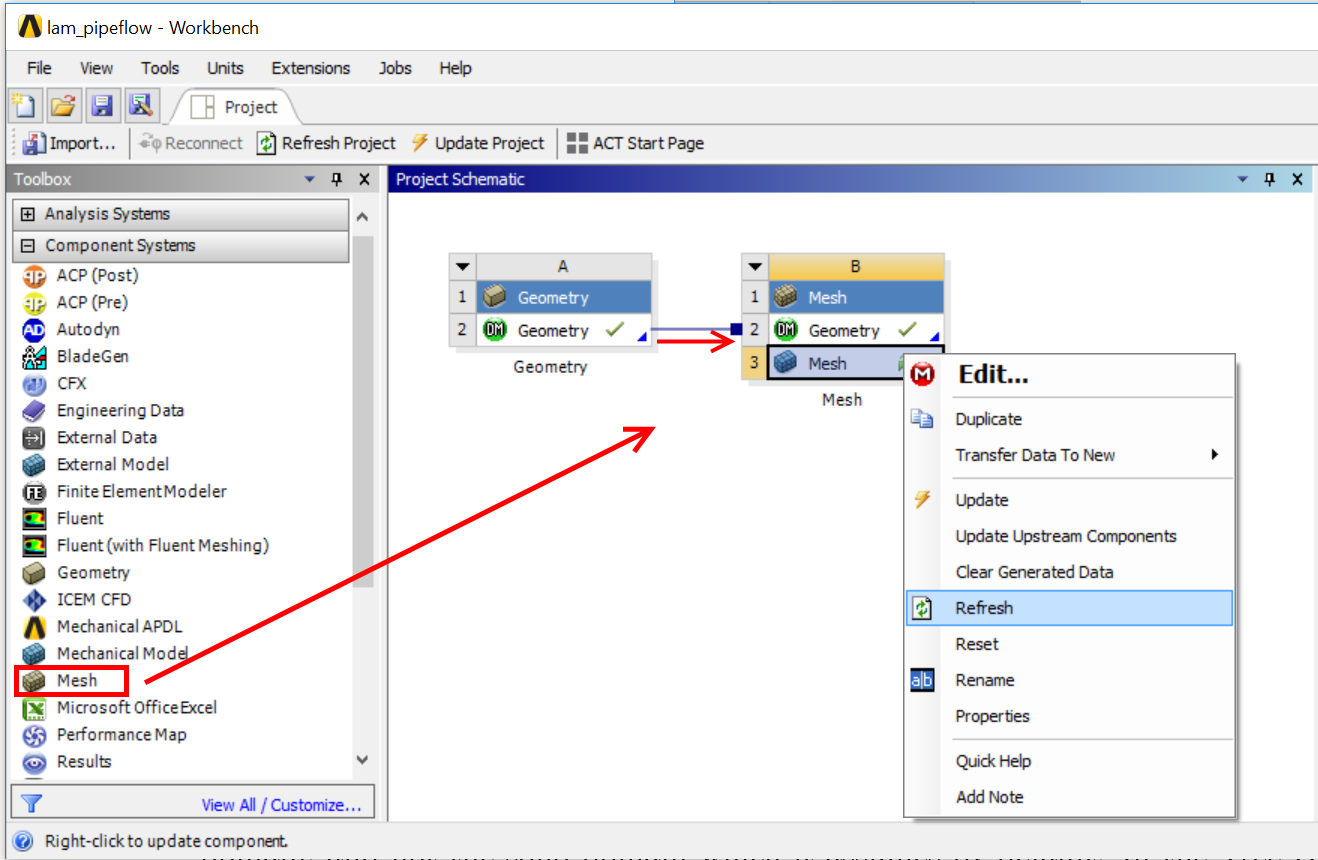 lam_pipeflow - Workbench
File View Tools Units Extensions Jobs Help
Project
Import... Reconnect Refresh Project Update Project ACT Start Page
Toolbox
Project Schematic
Analysis Systems
Component Systems
ACP (Post)
ACP (Pre)
Autodyn
BladeGen
CFX
Engineering Data
External Data
External Model
Finite Element Modeler
Fluent
Fluent (with Fluent Meshing)
Geometry
ICEM CFD
Mechanical APDL
Mechanical Model
Mesh
Microsoft Office Excel
Performance Map
Results
View All / Customize...
A
1 Geometry
2 DM Geometry
Geometry
B
1 Mesh
2 DM Geometry
3 Mesh
Mesh
Edit...
Duplicate
Transfer Data To New
Update
Update Upstream Components
Clear Generated Data
Refresh
Reset
Rename
Properties
Quick Help
Add Note
Right-click to update component.